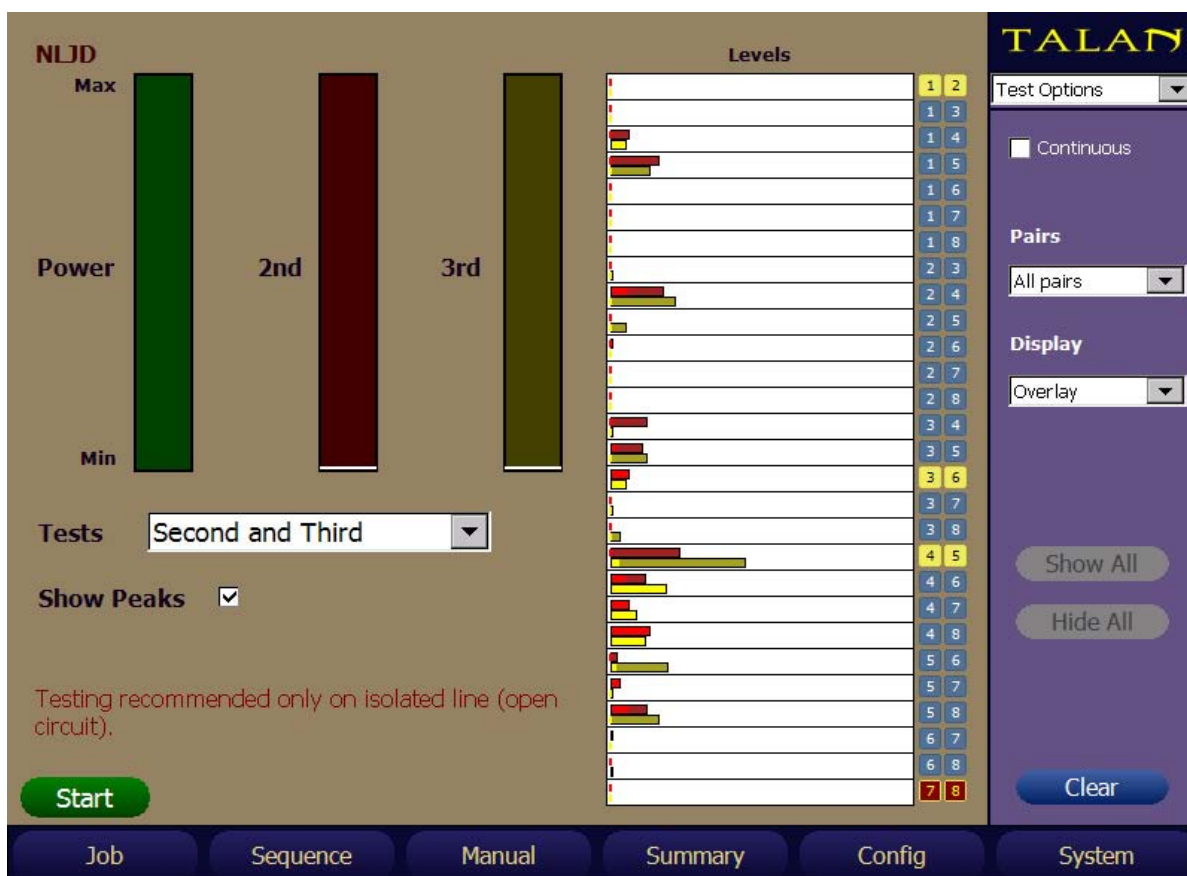 NLJD
Max
Power
Min
2nd
3rd
Tests
Second and Third
Show Peaks
Testing recommended only on isolated line (open
circuit).
Start
Levels
1 2
1 3
1 4
1 5
1 6
1 7
1 8
2 3
2 4
2 5
2 6
2 7
2 8
3 4
3 5
3 6
3 7
3 8
4 5
4 6
4 7
4 8
5 6
5 7
5 8
6 7
6 8
7 8
TALAN
Test Options
Continuous
Pairs
All pairs
Display
Overlay
Show All
Hide All
Clear
Job Sequence Manual Summary Config System